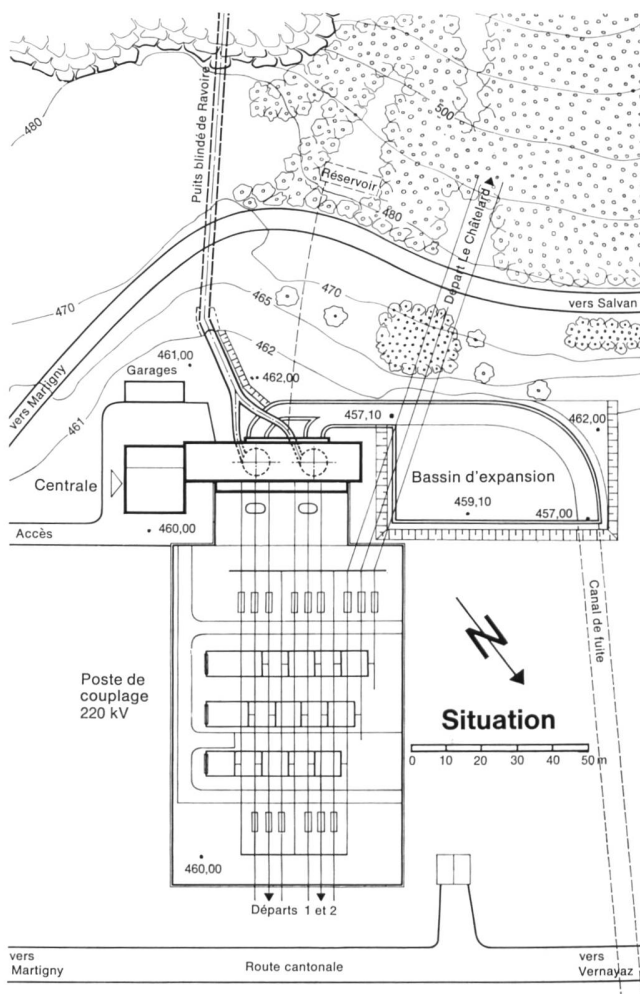 Puits blindé de Ravoire
480
500
Réservoir
480
Départ Le Châtelard
470
465
470
vers Salvan
462
461,00
Garages
462,00
vers Martigny
461
457,10
462,00
Centrale
Bassin d'expansion
459,10
457,00
Accès
460,00
Canal de fuite
N
Poste de
couplage
220 kV
Situation
0 10 20 30 40 50 m
460,00
Départs 1 et 2
vers
Martigny
Route cantonale
vers
Vernayaz